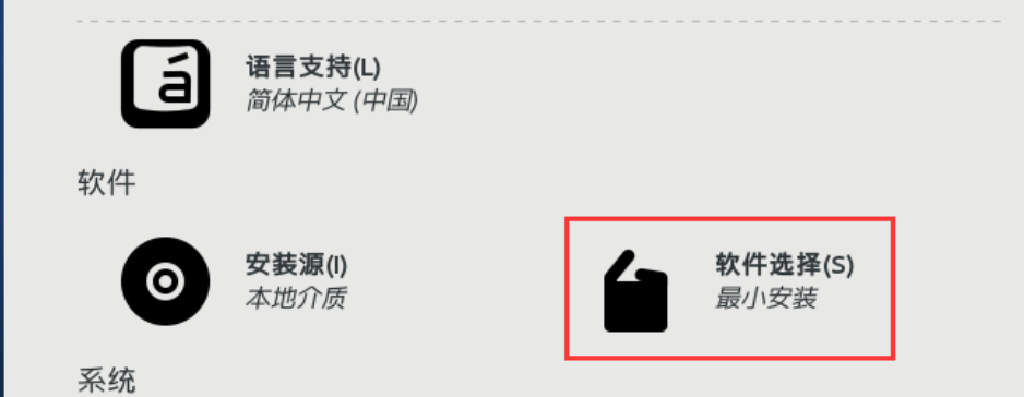 语言支持(L)
简体中文 (中国)
软件
安装源(I)
本地介质
软件选择(S)
最小安装
系统